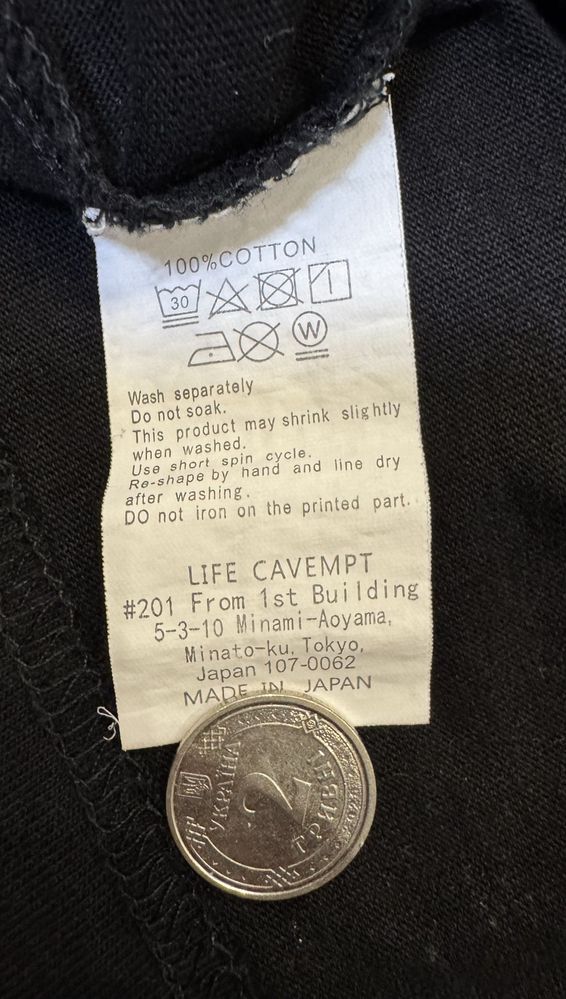 100%COTTON
30
W
Wash separately
Do not soak.
This product may shrink slightly
when washed.
Use short spin cycle.
Re-shape by hand and line dry
after washing.
DO not iron on the printed part.
LIFE CAVEMPT
#201 From 1st Building
5-3-10 Minami-Aoyama,
Minato-ku, Tokyo,
Japan 107-0062
MADE IN JAPAN
УКРАЇНА
2
ГРИВНІ